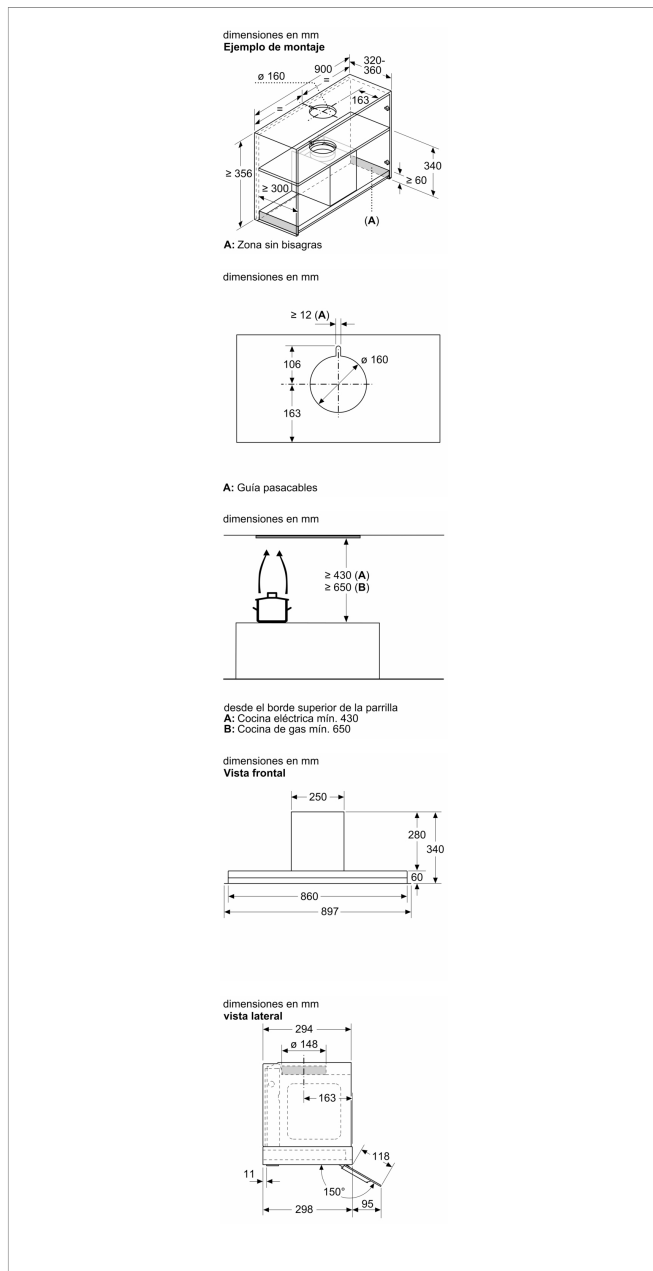 dimensiones en mm
Ejemplo de montaje
320-
360
900
=
=
ø 160
163
≥ 356
≥ 300
340
≥ 60
(A)
A: Zona sin bisagras
dimensiones en mm
≥ 12 (A)
106
ø 160
163
A: Guía pasacables
dimensiones en mm
≥ 430 (A)
≥ 650 (B)
desde el borde superior de la parrilla
A: Cocina eléctrica mín. 430
B: Cocina de gas mín. 650
dimensiones en mm
Vista frontal
250
280
340
60
860
897
dimensiones en mm
vista lateral
294
ø 148
163
118
11
150°
298
95